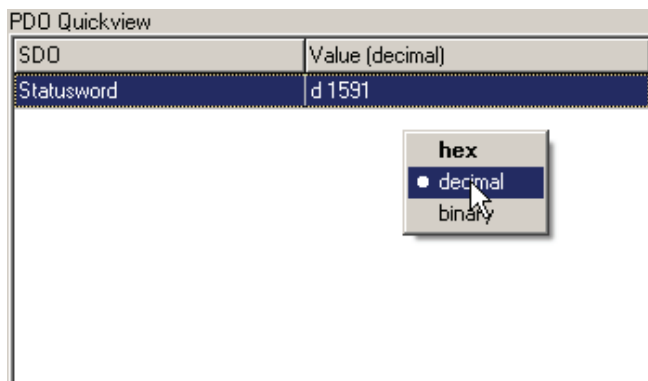 PDO Quickview
SDO Value (decimal)
Statusword d 1591
hex
decimal
binary